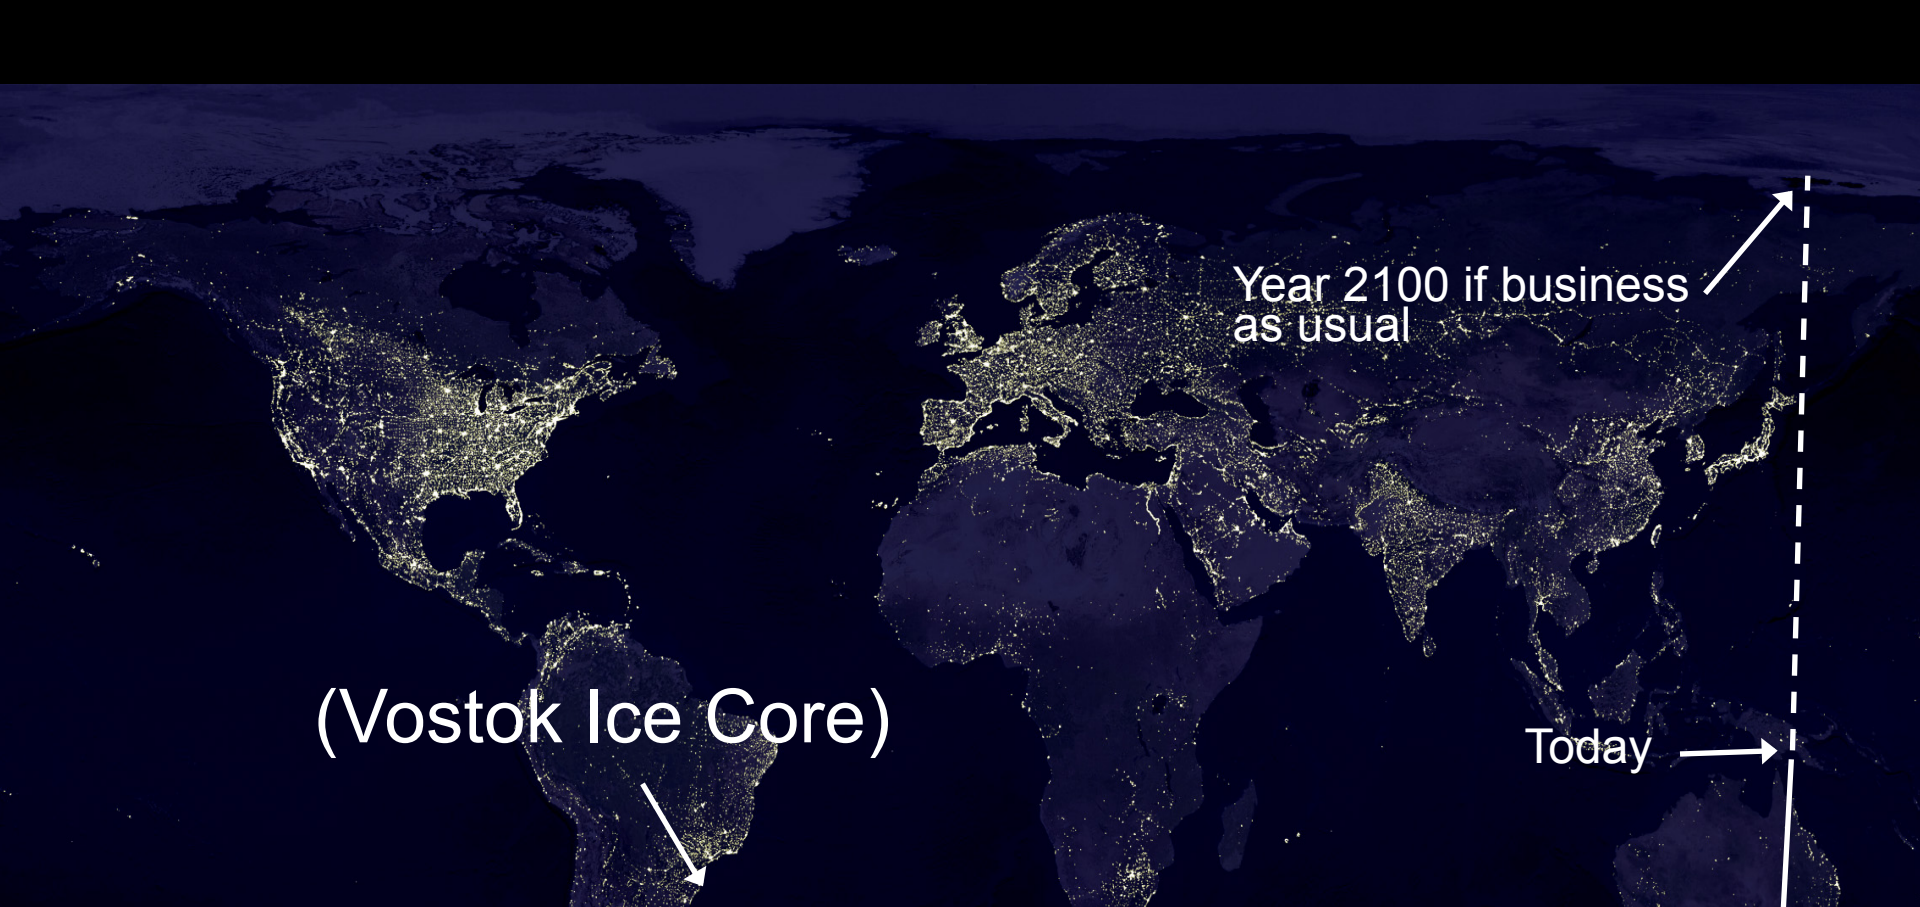 Year 2100 if business
as usual
(Vostok Ice Core)
Today